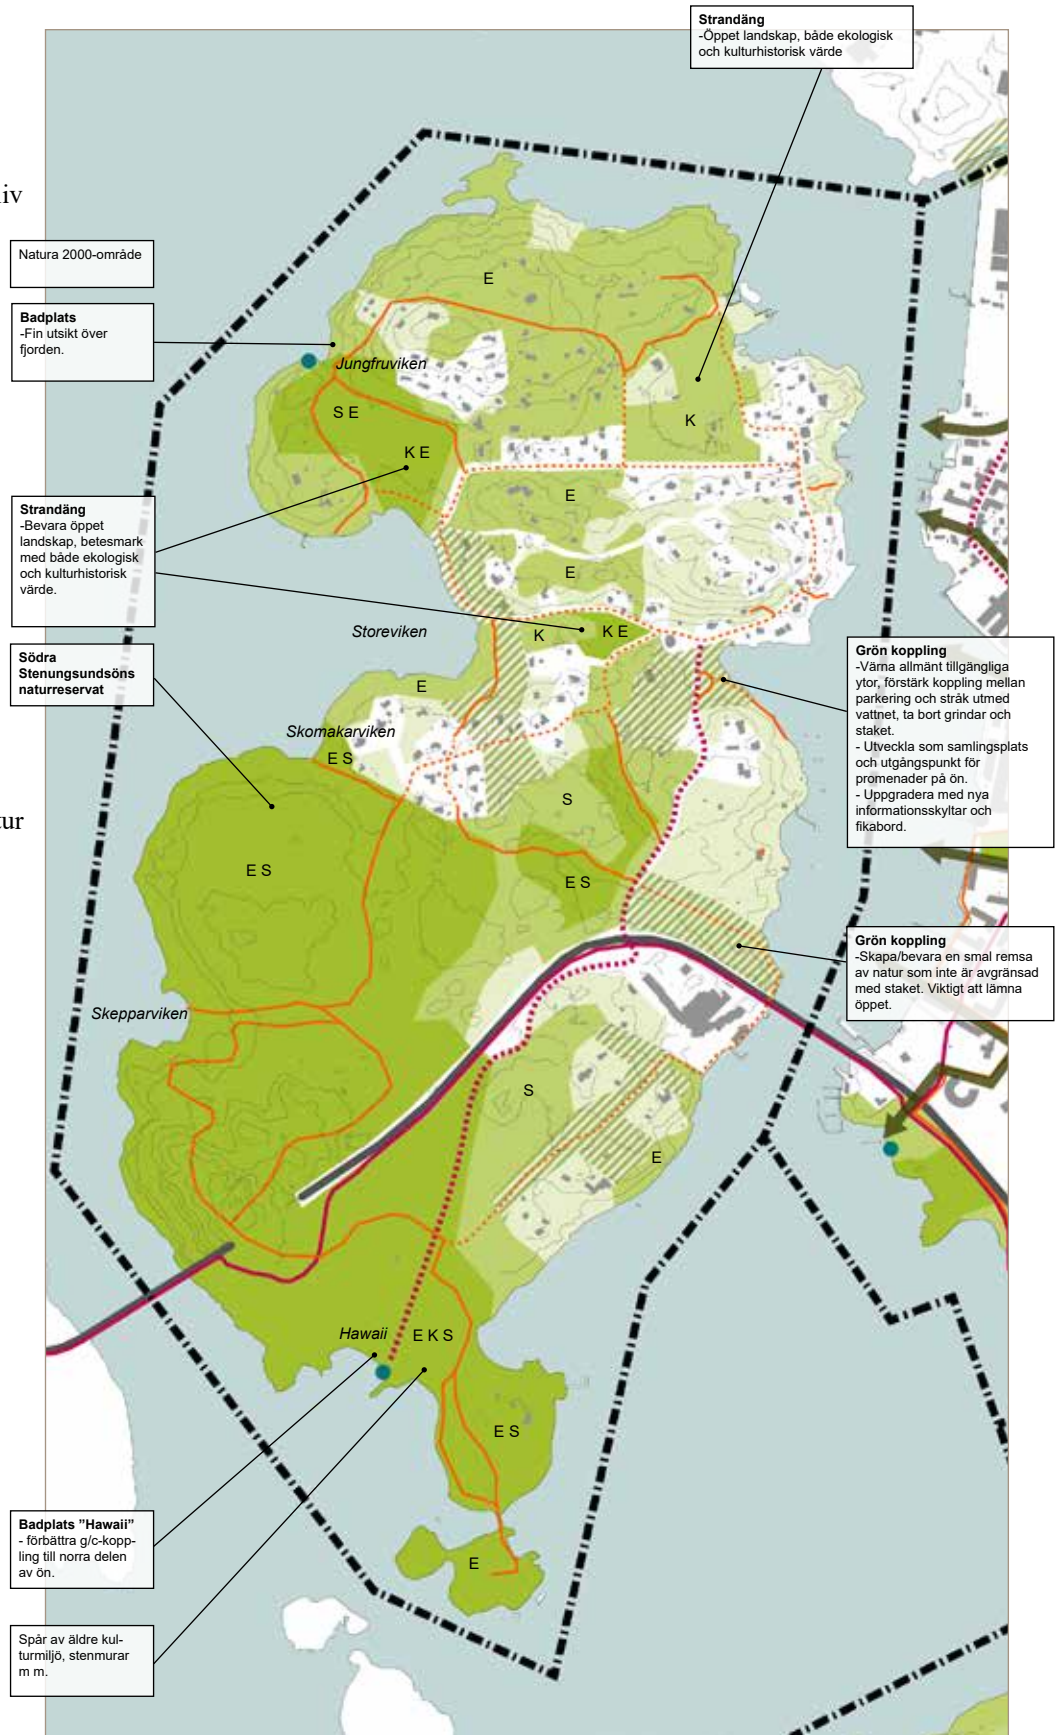 Strandäng
-Öppet landskap, både ekologisk
och kulturhistorisk värde
iv
Natura 2000-område
E
Badplats
-Fin utsikt över
fjorden.
Jungfruviken
S E
K
K E
E
Strandäng
-Bevara öppet
landskap, betesmark
med både ekologisk
och kulturhistorisk
värde.
E
Storeviken
K
K E
Södra
Stenungsundsöns
naturreservat
E
Grön koppling
-Värna allmänt tillgängliga
ytor, förstärk koppling mellan
parkering och stråk utmed
vattnet, ta bort grindar och
staket.
- Utveckla som samlingsplats
och utgångspunkt för
promenader på ön.
- Uppgradera med nya
informationsskyltar och
fikabord.
Skomakarviken
E S
S
tur
E S
E S
Grön koppling
-Skapa/bevara en smal remsa
av natur som inte är avgränsad
med staket. Viktigt att lämna
öppet.
Skepparviken
S
E
Hawaii
E K S
E S
Badplats ”Hawaii”
- förbättra g/c-kopp-
ling till norra delen
av ön.
E
Spår av äldre kul-
turmiljö, stenmurar
m m.